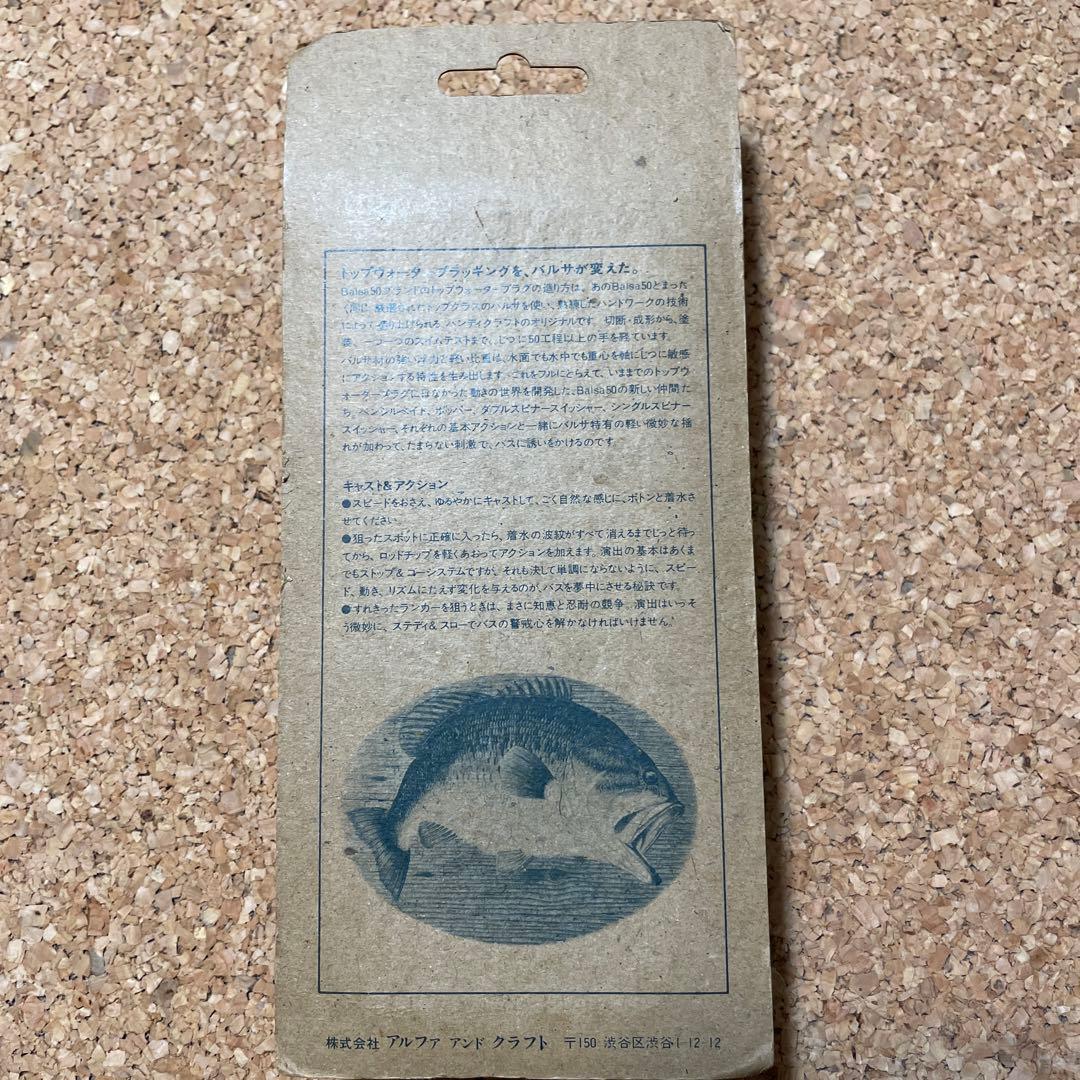 トップウォータープラッギングを、バルサが変えた。
Balsa50ブランドのトップウォータープラグの造り方は、あのBalsa50とまった
く同じ。厳選されたトップクラスのバルサを使い、熟練したハンドワークの技術
によって造り上げられる、ハンディクラフトのオリジナルです。切断・成形から、塗
装、一つ一つのスイムテストまで、じつに50工程以上の手を経ています。
バルサ材の強い浮力と軽い比重は、水面でも水中でも重心を軸にじつに敏感
にアクションする特性を生み出します。これをフルにとらえて、いままでのトップウ
ォータープラグにはなかった動きの世界を開発した、Balsa50の新しい仲間た
ち。ペンシルベイト、ポッパー、ダブルスピナースイッシャー、シングルスピナー
スイッシャー、それぞれの基本アクションと一緒にバルサ特有の軽い微妙な揺
れが加わって、たまらない刺激で、バスに誘いをかけるのです。
キャスト&アクション
●スピードをおさえ、ゆるやかにキャストして、ごく自然な感じに、ポトンと着水さ
せてください。
●狙ったスポットに正確に入ったら、着水の波紋がすべて消えるまでじっと待っ
てから、ロッドチップを軽くあおってアクションを加えます。演出の基本はあくま
でもストップ&ゴーシステムですが、それも決して単調にならないように、スピー
ド、動き、リズムにたえず変化を与えるのが、バスを夢中にさせる秘訣です。
●すれきったランカーを狙うときは、まさに知恵と忍耐の競争。演出はいっそ
う微妙に、ステディ&スローでバスの警戒心を解かなければいけません。
株式会社 アルファ アンド クラフト 〒150 渋谷区渋谷1-12-12